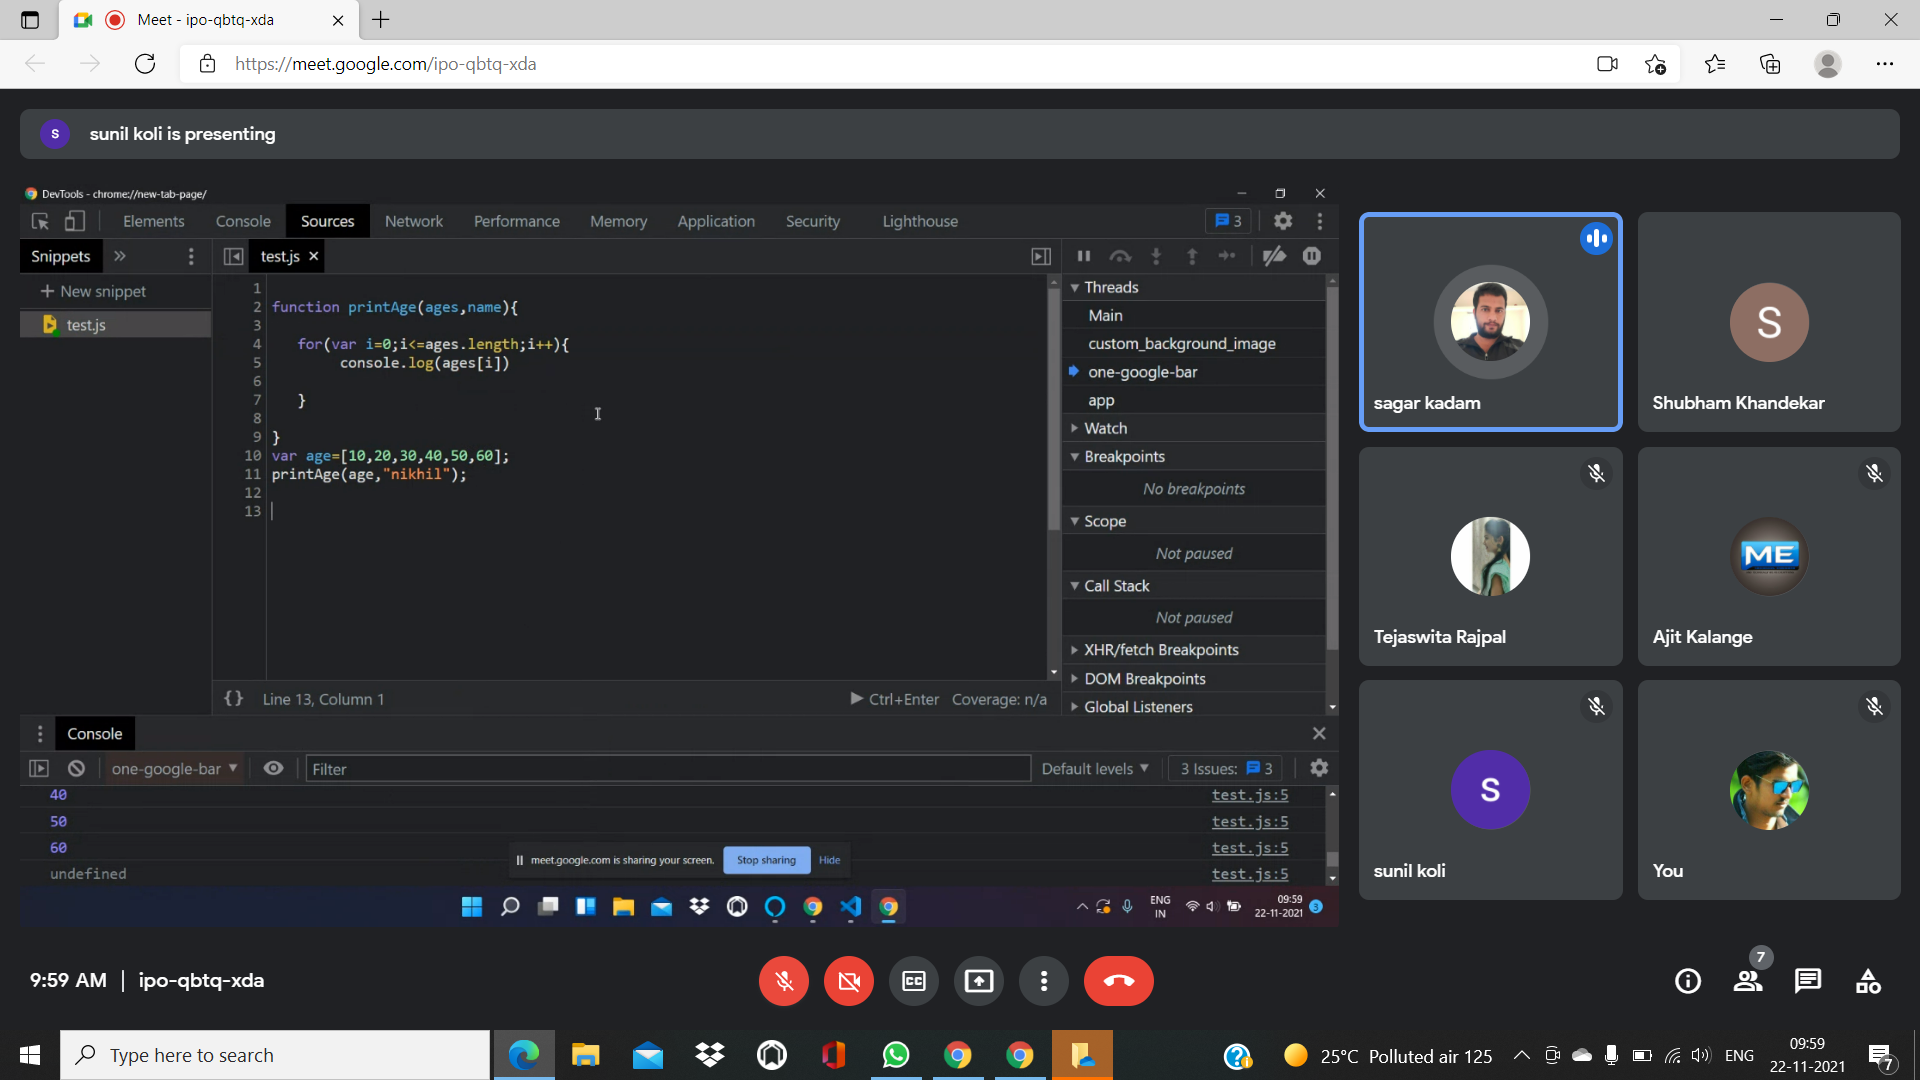 Meet - ipo-qbtq-xda
https://meet.google.com/ipo-qbtq-xda
S sunil koli is presenting
DevTools - chrome://new-tab-page/
Elements Console Sources Network Performance Memory Application Security Lighthouse 3
Snippets test.js
+ New snippet
test.js
1
2 function printAge(ages,name){
3
4 for(var i=0;i<=ages.length;i++){
5 console.log(ages[i])
6
7 }
8
9 }
10 var age=[10,20,30,40,50,60];
11 printAge(age,"nikhil");
12
13
{} Line 13, Column 1 Ctrl+Enter Coverage: n/a
Threads
Main
custom_background_image
one-google-bar
app
Watch
Breakpoints
No breakpoints
Scope
Not paused
Call Stack
Not paused
XHR/fetch Breakpoints
DOM Breakpoints
Global Listeners
Console
one-google-bar Filter Default levels 3 Issues: 3
40 test.js:5
50 test.js:5
60 test.js:5
undefined test.js:5
meet.google.com is sharing your screen. Stop sharing Hide
ENG
IN
09:59
22-11-2021
3
sagar kadam
S
Shubham Khandekar
Tejaswita Rajpal
ME
Ajit Kalange
S
sunil koli
You
9:59 AM | ipo-qbtq-xda
CC
7
Type here to search
25°C Polluted air 125
ENG
09:59
22-11-2021
7